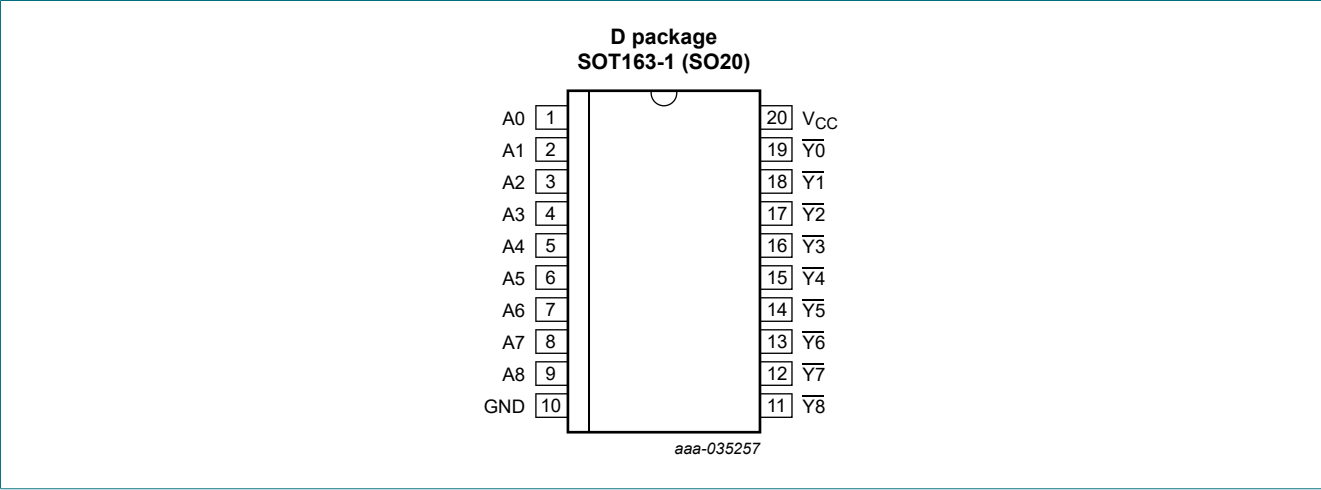 D package
SOT163-1 (SO20)
A0 1 20 VCC
A1 2 19 Y0
A2 3 18 Y1
A3 4 17 Y2
A4 5 16 Y3
A5 6 15 Y4
A6 7 14 Y5
A7 8 13 Y6
A8 9 12 Y7
GND 10 11 Y8
aaa-035257